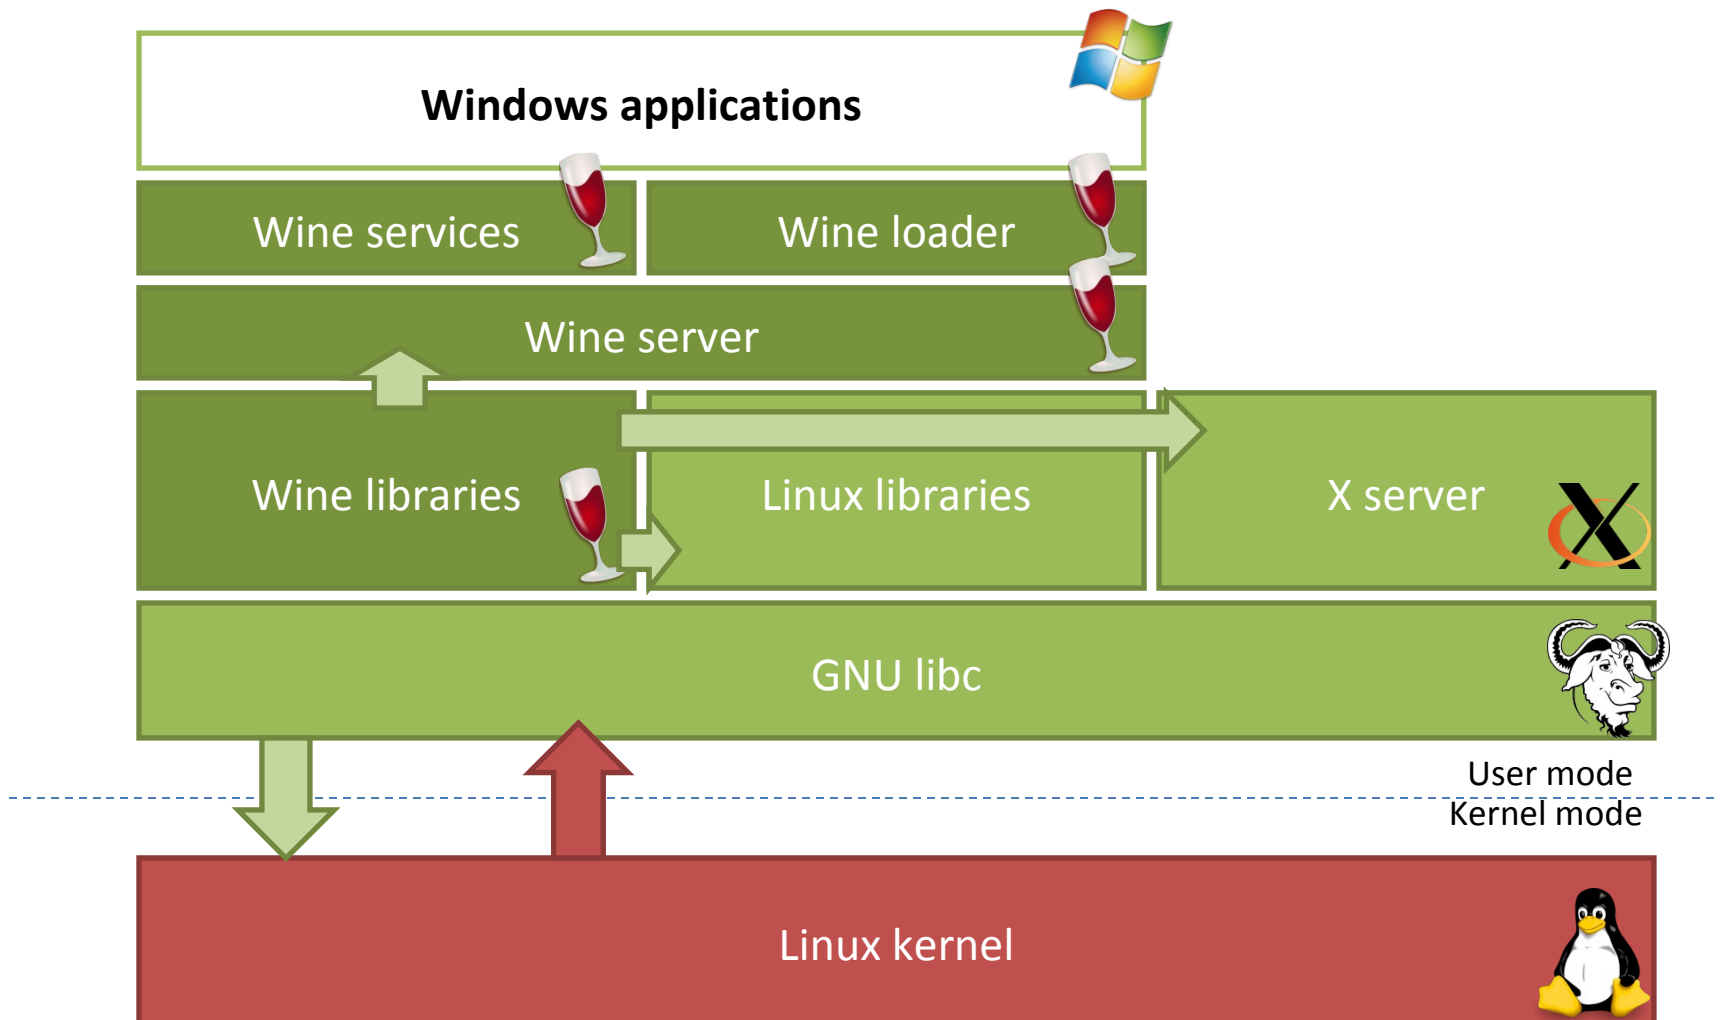 Windows applications
Wine services
Wine loader
Wine server
Wine libraries
Linux libraries
X server
GNU libc
User mode
Kernel mode
Linux kernel